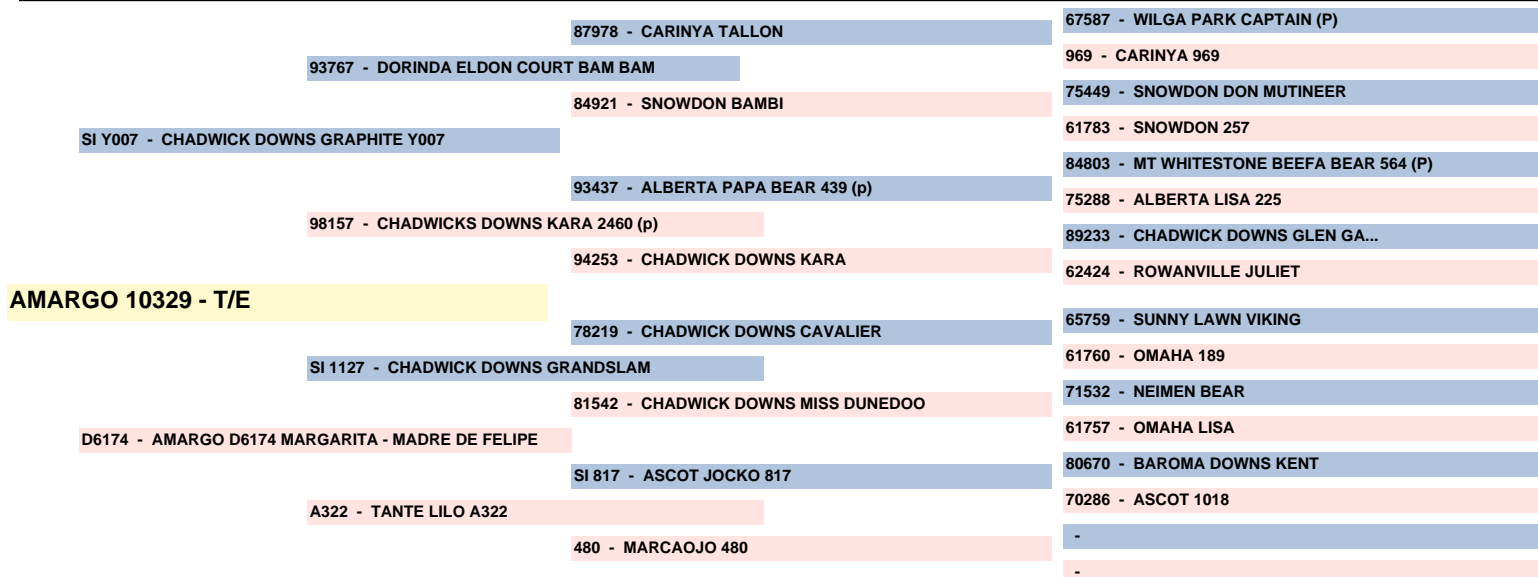 67587 - WILGA PARK CAPTAIN (P)
87978 - CARINYA TALLON
969 - CARINYA 969
93767 - DORINDA ELDON COURT BAM BAM
75449 - SNOWDON DON MUTINEER
84921 - SNOWDON BAMBI
61783 - SNOWDON 257
SI Y007 - CHADWICK DOWNS GRAPHITE Y007
84803 - MT WHITESTONE BEEFA BEAR 564 (P)
93437 - ALBERTA PAPA BEAR 439 (p)
75288 - ALBERTA LISA 225
98157 - CHADWICKS DOWNS KARA 2460 (p)
89233 - CHADWICK DOWNS GLEN GA...
94253 - CHADWICK DOWNS KARA
62424 - ROWANVILLE JULIET
AMARGO 10329 - T/E
65759 - SUNNY LAWN VIKING
78219 - CHADWICK DOWNS CAVALIER
61760 - OMAHA 189
SI 1127 - CHADWICK DOWNS GRANDSLAM
71532 - NEIMEN BEAR
81542 - CHADWICK DOWNS MISS DUNEDOO
61757 - OMAHA LISA
D6174 - AMARGO D6174 MARGARITA - MADRE DE FELIPE
80670 - BAROMA DOWNS KENT
SI 817 - ASCOT JOCKO 817
70286 - ASCOT 1018
A322 - TANTE LILO A322
-
480 - MARCAOJO 480
-